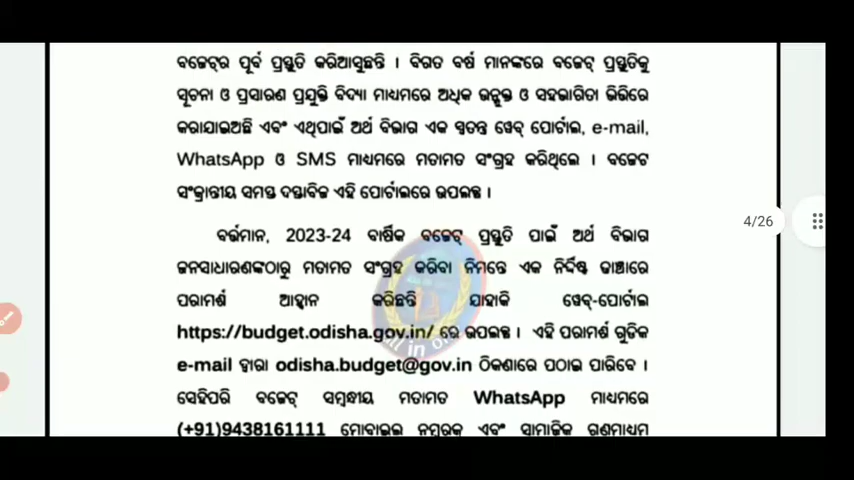 ବଜେଟ୍‌ର ପୂର୍ବ ପ୍ରସ୍ତୁତି କରିଆସୁଛନ୍ତି । ବିଗତ ବର୍ଷ ମାନଙ୍କରେ ବଜେଟ୍ ପ୍ରସ୍ତୁତିକୁ
ସୂଚନା ଓ ପ୍ରସାରଣ ପ୍ରଯୁକ୍ତି ବିଦ୍ୟା ମାଧ୍ୟମରେ ଅଧିକ ଉନ୍ମୁକ୍ତ ଓ ସହଭାଗିତା ଭିତିରେ
କରାଯାଇଅଛି ଏବଂ ଏଥିପାଇଁ ଅର୍ଥ ବିଭାଗ ଏକ ସ୍ୱତନ୍ତ ୱେବ୍ ପୋର୍ଟାଲ, e-mail,
WhatsApp ଓ SMS ମାଧ୍ୟମରେ ମତାମତ ସଂଗ୍ରହ କରିଥିଲେ । ବଜେଟ
ସଂକ୍ରାନ୍ତୀୟ ସମସ୍ତ ଦସ୍ତାବିଜ ଏହି ପୋର୍ଟାଲରେ ଉପଲବ୍ଧ ।
4/26
ବର୍ତ୍ତମାନ, 2023-24 ବାର୍ଷିକ ବଜେଟ୍ ପ୍ରସ୍ତୁତି ପାଇଁ ଅର୍ଥ ବିଭାଗ
ଜନସାଧାରଣଙ୍କଠାରୁ ମତାମତ ସଂଗ୍ରହ କରିବା ନିମନ୍ତେ ଏକ ନିର୍ଦ୍ଦିଷ୍ଟ ଢାଞ୍ଚାରେ
ପରାମର୍ଶ ଆହ୍ୱାନ କରିଛନ୍ତି ଯାହାକି ୱେବ୍-ପୋର୍ଟାଲ
https://budget.odisha.gov.in/ ରେ ଉପଲବ୍ଧ । ଏହି ପରାମର୍ଶ ଗୁଡିକ
e-mail ଦ୍ୱାରା odisha.budget@gov.in ଠିକଣାରେ ପଠାଇ ପାରିବେ ।
ସେହିପରି ବଜେଟ୍ ସମ୍ବନ୍ଧୀୟ ମତାମତ WhatsApp ମାଧ୍ୟମରେ
(+91)9438161111 ମୋବାଇଲ ନମ୍ବରକୁ ଏବଂ ସାମାଜିକ ଗଣମାଧ୍ୟମ